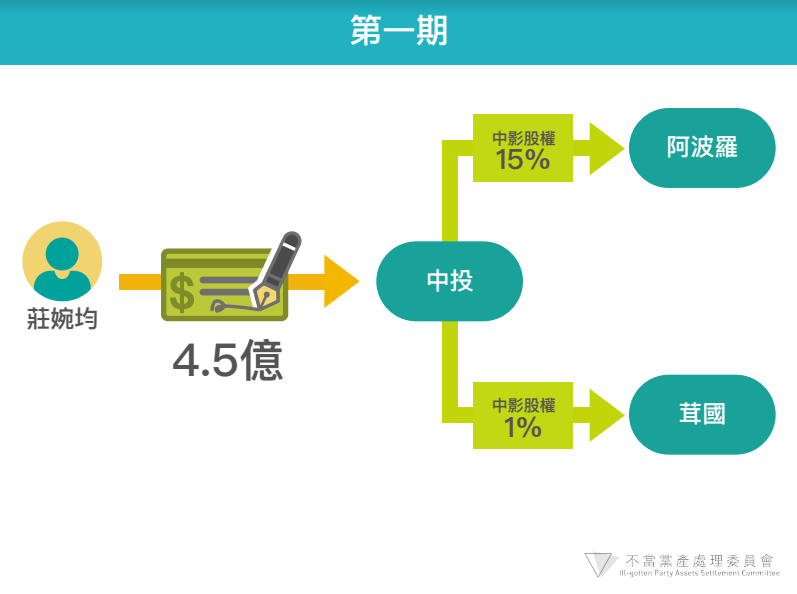 第一期
中影股權
15%
阿波羅
$
莊婉均
4.5億
中投
中影股權
1%
茸國
不當黨產處理委員會
Ill-gotten Party Assets Settlement Committee